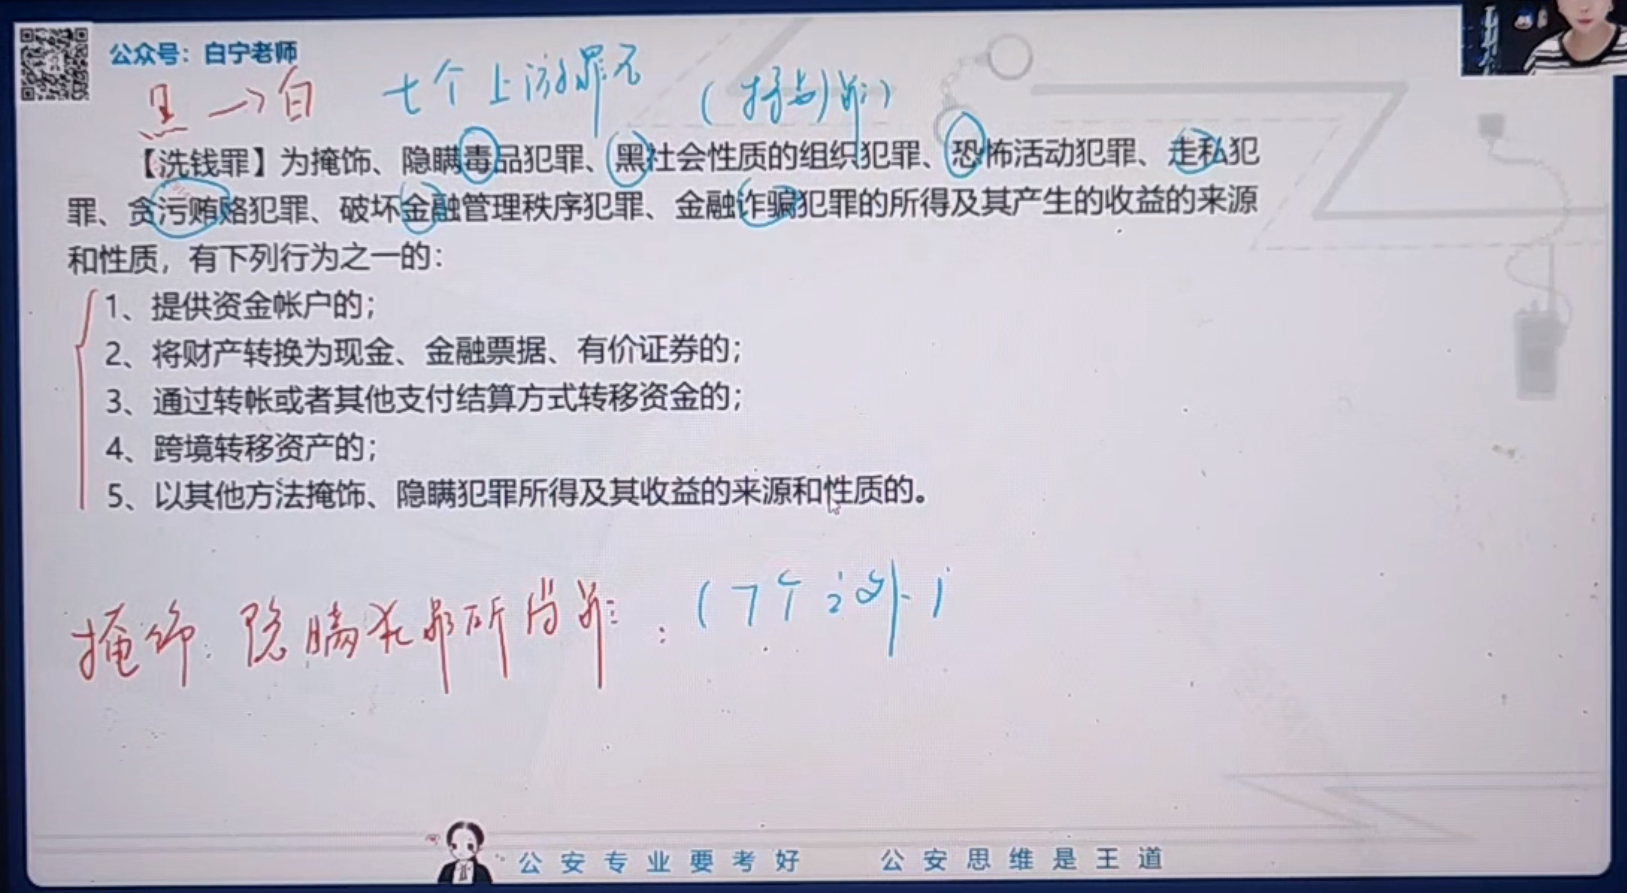 公众号：白宁老师
黑→白 七个上游罪名
【洗钱罪】为掩饰、隐瞒毒品犯罪、黑社会性质的组织犯罪、恐怖活动犯罪、走私犯
罪、贪污贿赂犯罪、破坏金融管理秩序犯罪、金融诈骗犯罪的所得及其产生的收益的来源
和性质，有下列行为之一的：
1、提供资金帐户的；
2、将财产转换为现金、金融票据、有价证券的；
3、通过转帐或者其他支付结算方式转移资金的；
4、跨境转移资产的；
5、以其他方法掩饰、隐瞒犯罪所得及其收益的来源和性质的。
掩饰、隐瞒犯罪所得罪：（7个之外）
公安专业要考好 公安思维是王道